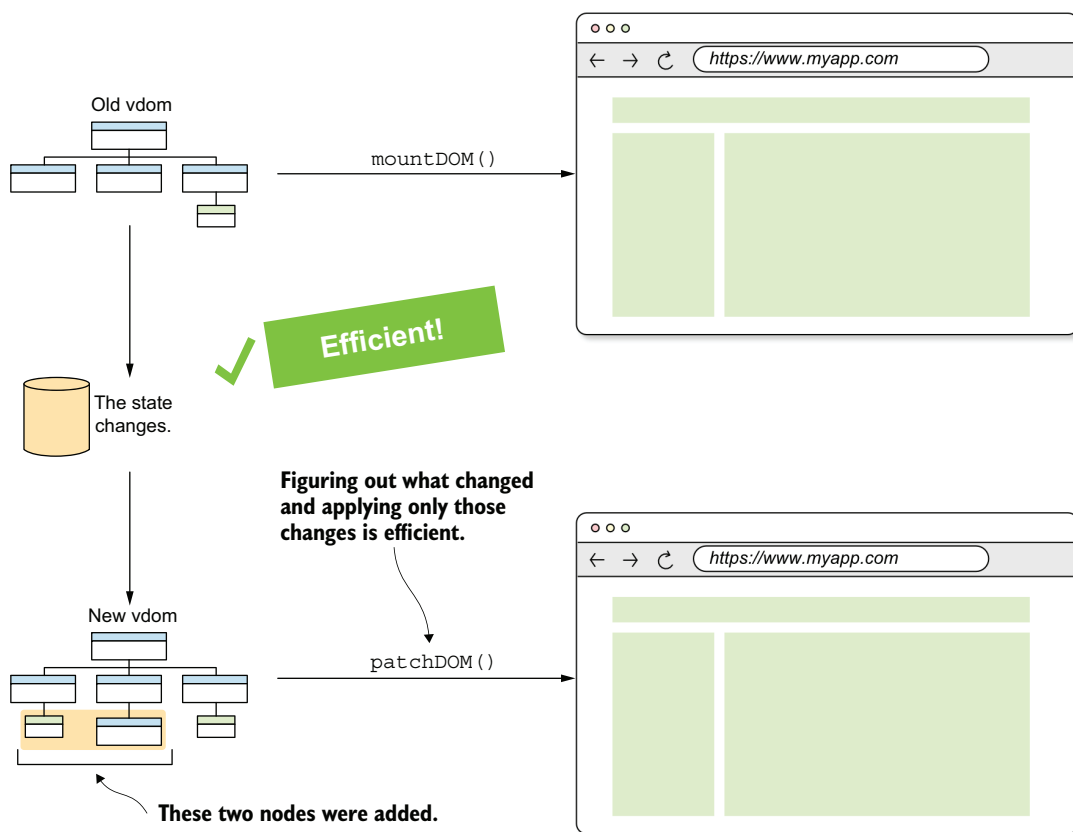 https://www.myapp.com
Old vdom
mountDOM()
Efficient!
The state
changes.
Figuring out what changed
and applying only those
changes is efficient.
https://www.myapp.com
New vdom
patchDOM()
These two nodes were added.